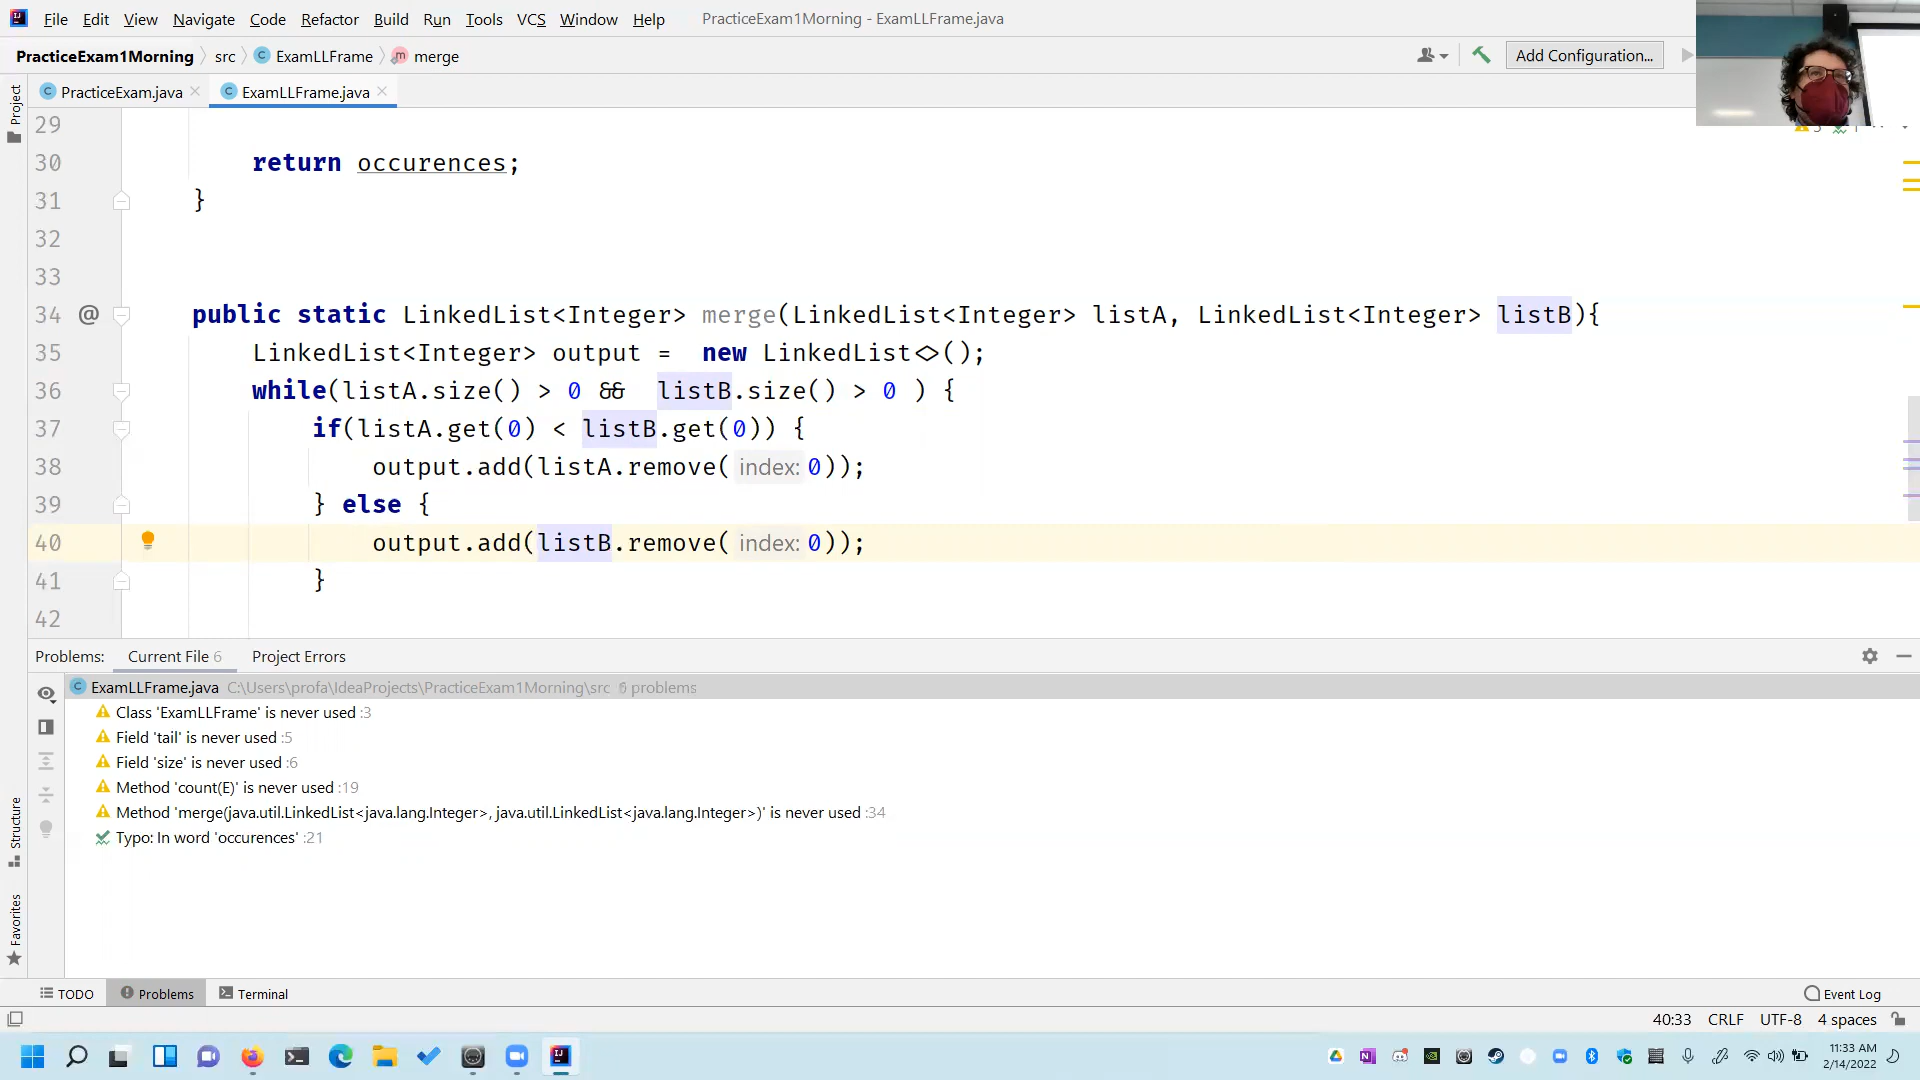 File Edit View Navigate Code Refactor Build Run Tools VCS Window Help PracticeExam1Morning - ExamLLFrame.java
PracticeExam1Morning src ExamLLFrame merge Add Configuration...
PracticeExam.java ExamLLFrame.java
Project
29
30 return occurences;
31 }
32
33
34 @ public static LinkedList<Integer> merge(LinkedList<Integer> listA, LinkedList<Integer> listB){
35 LinkedList<Integer> output = new LinkedList<>();
36 while(listA.size() > 0 && listB.size() > 0 ) {
37 if(listA.get(0) < listB.get(0)) {
38 output.add(listA.remove( index: 0));
39 } else {
40 output.add(listB.remove( index: 0));
41 }
42
Problems: Current File 6 Project Errors
ExamLLFrame.java C:\Users\profa\IdeaProjects\PracticeExam1Morning\src 6 problems
Class 'ExamLLFrame' is never used :3
Field 'tail' is never used :5
Field 'size' is never used :6
Method 'count(E)' is never used :19
Method 'merge(java.util.LinkedList<java.lang.Integer>, java.util.LinkedList<java.lang.Integer>)' is never used :34
Typo: In word 'occurences' :21
Structure
Favorites
TODO Problems Terminal Event Log
40:33 CRLF UTF-8 4 spaces
11:33 AM
2/14/2022